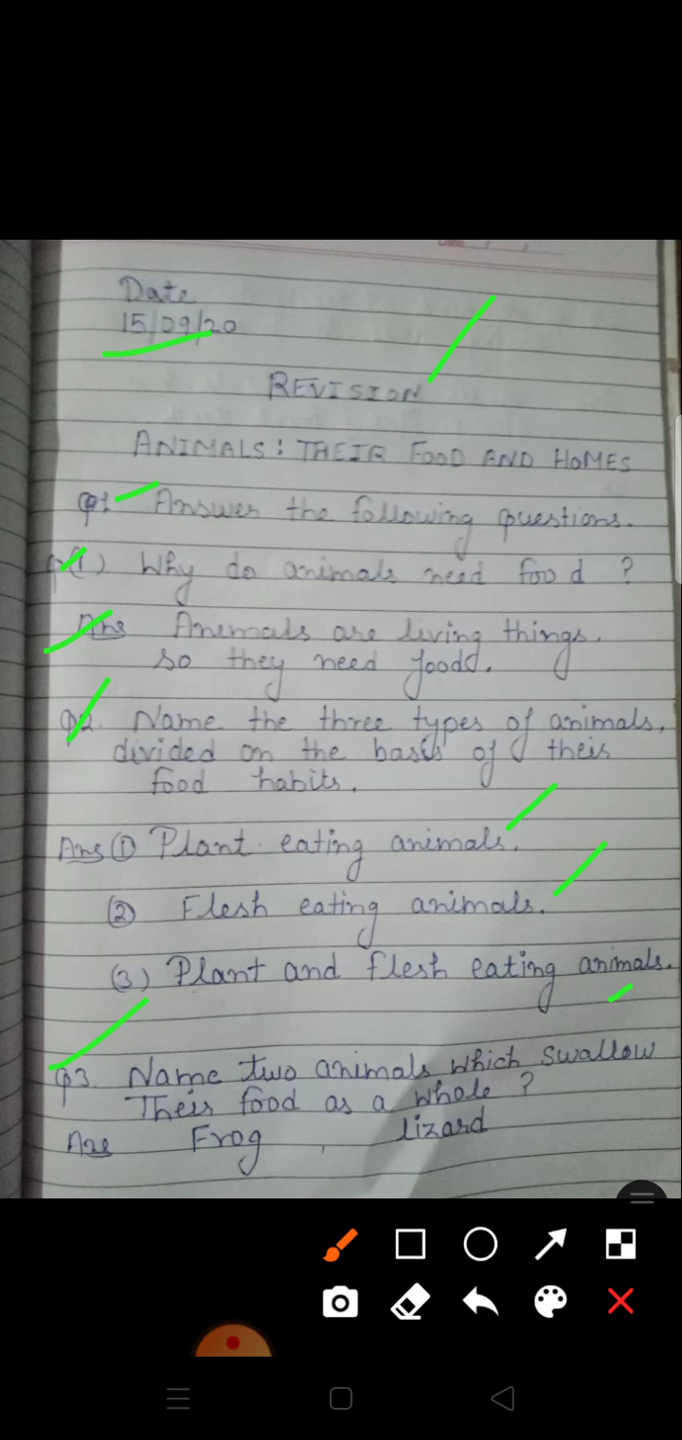 Date
15/09/20
REVISION
ANIMALS: THEIR FOOD AND HOMES
Q1 Answer the following questions.
Q(1) Why do animals need food?
Ans Animals are living things.
so they need food.
Q2. Name the three types of animals,
divided on the basis of their
food habits.
Ans (1) Plant eating animals.
(2) Flesh eating animals.
(3) Plant and flesh eating animals.
Q3. Name two animals which swallow
Their food as a whole?
Ans Frog, lizard